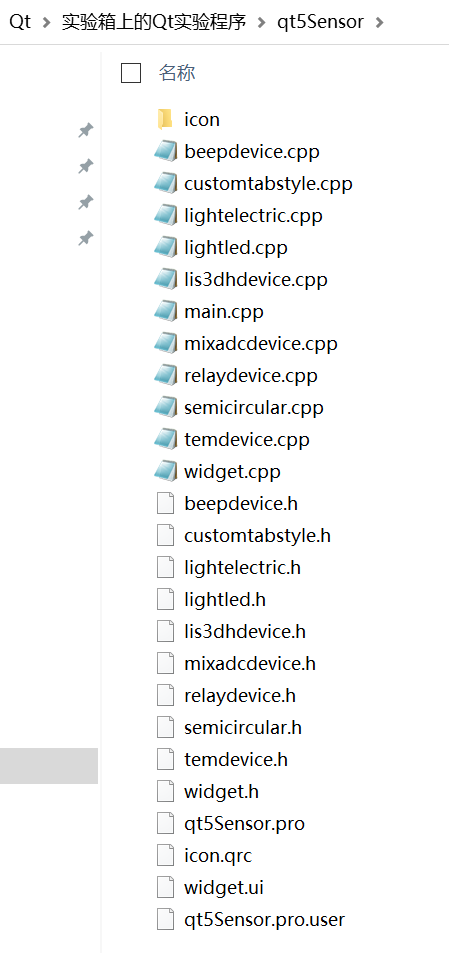 Qt > 实验箱上的Qt实验程序 > qt5Sensor >
名称
icon
beepdevice.cpp
customtabstyle.cpp
lightelectric.cpp
lightled.cpp
lis3dhdevice.cpp
main.cpp
mixadcdevice.cpp
relaydevice.cpp
semicircular.cpp
temdevice.cpp
widget.cpp
beepdevice.h
customtabstyle.h
lightelectric.h
lightled.h
lis3dhdevice.h
mixadcdevice.h
relaydevice.h
semicircular.h
temdevice.h
widget.h
qt5Sensor.pro
icon.qrc
widget.ui
qt5Sensor.pro.user